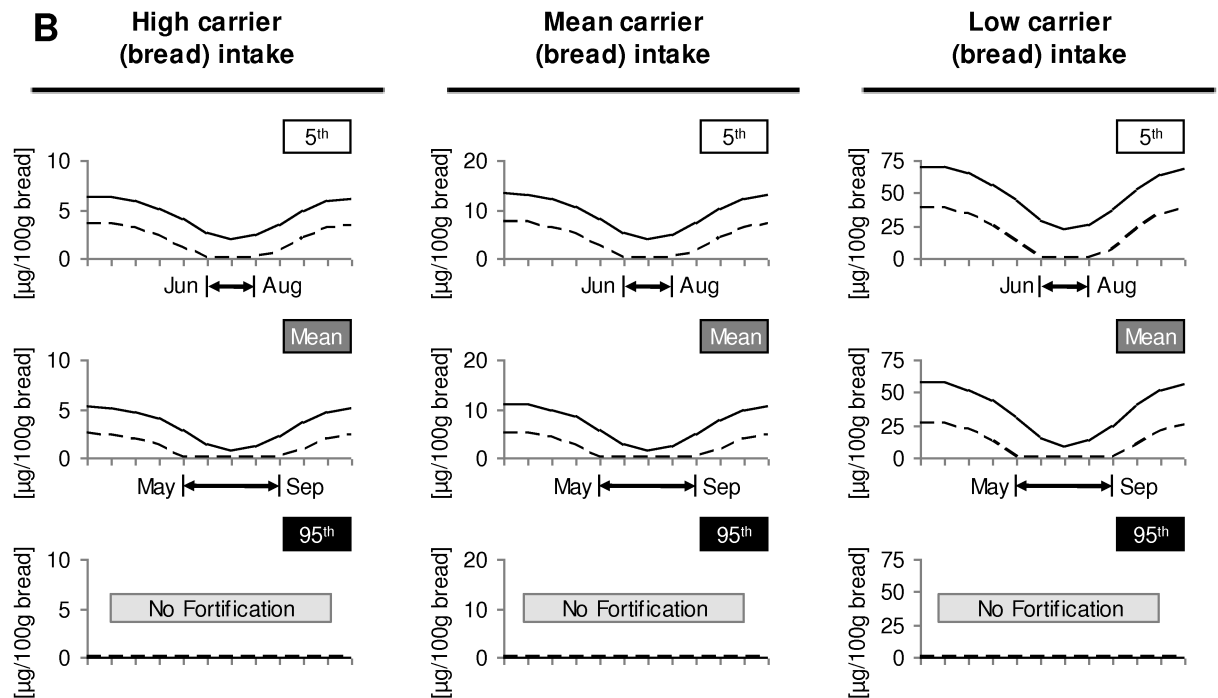 B
High carrier
(bread) intake
Mean carrier
(bread) intake
Low carrier
(bread) intake
5th
[µg/100g bread]
10
5
0
Jun
Aug
5th
[µg/100g bread]
20
10
0
Jun
Aug
5th
[µg/100g bread]
75
50
25
0
Jun
Aug
Mean
[µg/100g bread]
10
5
0
May
Sep
Mean
[µg/100g bread]
20
10
0
May
Sep
Mean
[µg/100g bread]
75
50
25
0
May
Sep
95th
[µg/100g bread]
10
5
0
No Fortification
95th
[µg/100g bread]
20
10
0
No Fortification
95th
[µg/100g bread]
75
50
25
0
No Fortification